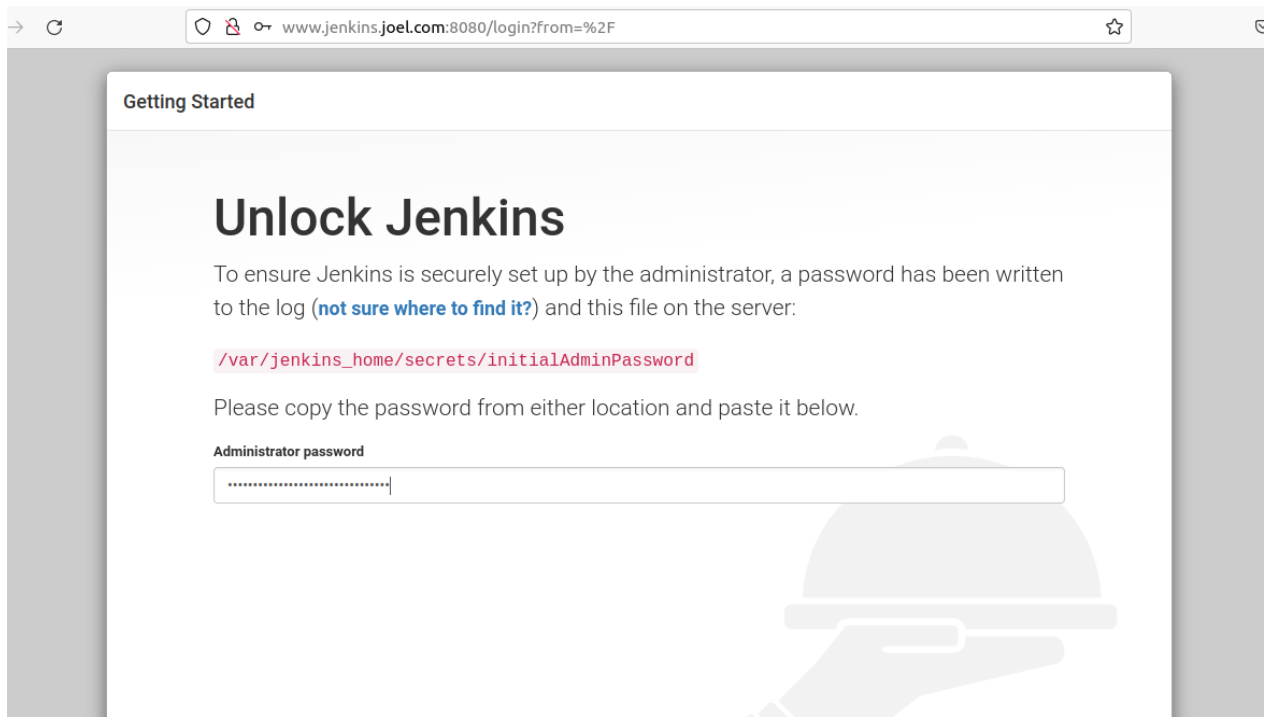 www.jenkins.joel.com:8080/login?from=%2F
Getting Started
Unlock Jenkins
To ensure Jenkins is securely set up by the administrator, a password has been written
to the log (not sure where to find it?) and this file on the server:
/var/jenkins_home/secrets/initialAdminPassword
Please copy the password from either location and paste it below.
Administrator password
••••••••••••••••••••••••••••••••